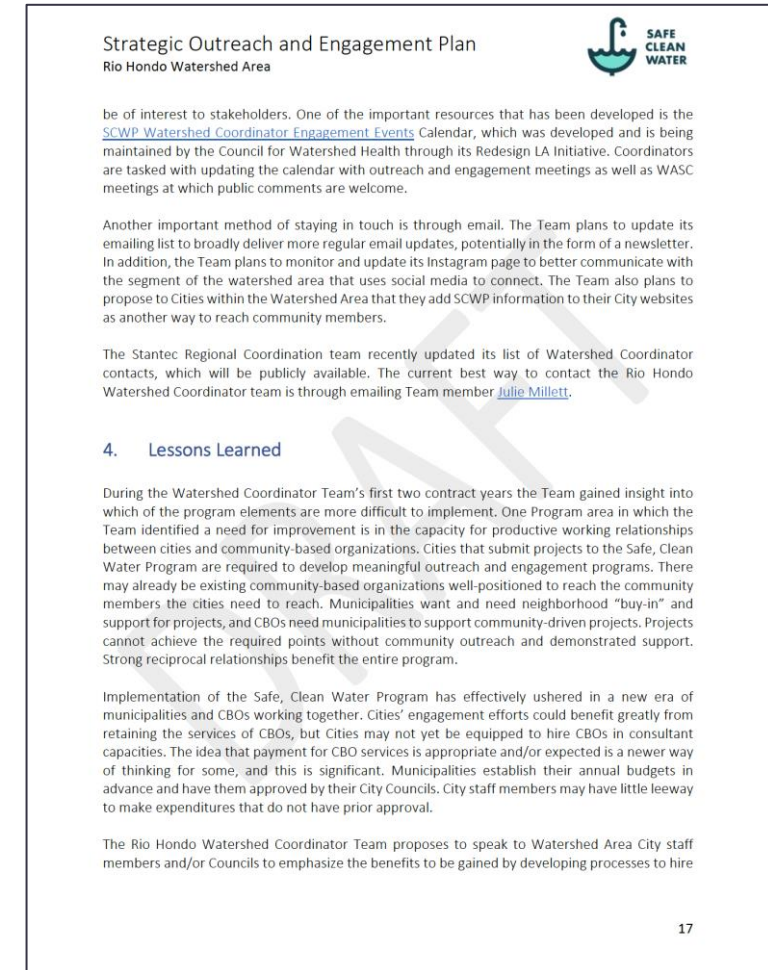 Strategic Outreach and Engagement Plan
Rio Hondo Watershed Area
SAFE
CLEAN
WATER
be of interest to stakeholders. One of the important resources that has been developed is the
SCWP Watershed Coordinator Engagement Events Calendar, which was developed and is being
maintained by the Council for Watershed Health through its Redesign LA Initiative. Coordinators
are tasked with updating the calendar with outreach and engagement meetings as well as WASC
meetings at which public comments are welcome.
Another important method of staying in touch is through email. The Team plans to update its
emailing list to broadly deliver more regular email updates, potentially in the form of a newsletter.
In addition, the Team plans to monitor and update its Instagram page to better communicate with
the segment of the watershed area that uses social media to connect. The Team also plans to
propose to Cities within the Watershed Area that they add SCWP information to their City websites
as another way to reach community members.
The Stantec Regional Coordination team recently updated its list of Watershed Coordinator
contacts, which will be publicly available. The current best way to contact the Rio Hondo
Watershed Coordinator team is through emailing Team member Julie Millett.
4. Lessons Learned
During the Watershed Coordinator Team's first two contract years the Team gained insight into
which of the program elements are more difficult to implement. One Program area in which the
Team identified a need for improvement is in the capacity for productive working relationships
between cities and community-based organizations. Cities that submit projects to the Safe, Clean
Water Program are required to develop meaningful outreach and engagement programs. There
may already be existing community-based organizations well-positioned to reach the community
members the cities need to reach. Municipalities want and need neighborhood "buy-in" and
support for projects, and CBOs need municipalities to support community-driven projects. Projects
cannot achieve the required points without community outreach and demonstrated support.
Strong reciprocal relationships benefit the entire program.
Implementation of the Safe, Clean Water Program has effectively ushered in a new era of
municipalities and CBOs working together. Cities' engagement efforts could benefit greatly from
retaining the services of CBOs, but Cities may not yet be equipped to hire CBOs in consultant
capacities. The idea that payment for CBO services is appropriate and/or expected is a newer way
of thinking for some, and this is significant. Municipalities establish their annual budgets in
advance and have them approved by their City Councils. City staff members may have little leeway
to make expenditures that do not have prior approval.
The Rio Hondo Watershed Coordinator Team proposes to speak to Watershed Area City staff
members and/or Councils to emphasize the benefits to be gained by developing processes to hire
17
DRAFT